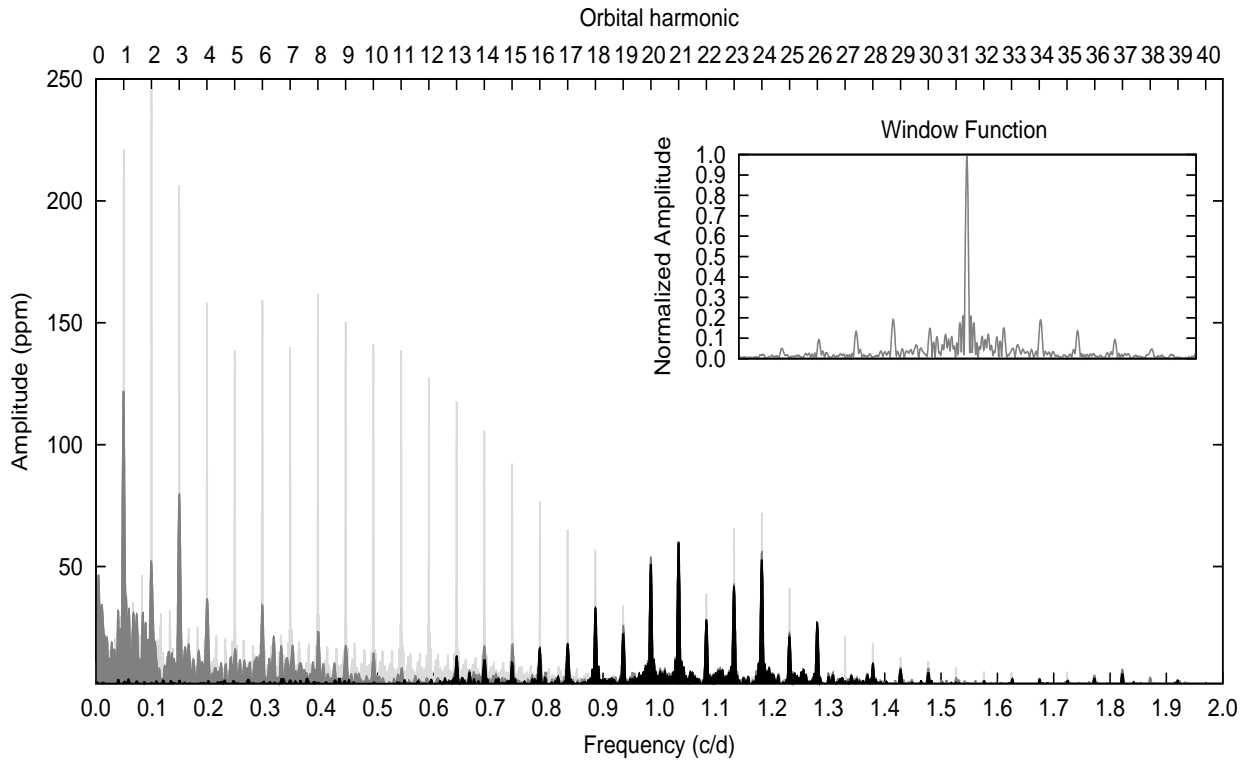 Orbital harmonic
0 1 2 3 4 5 6 7 8 9 10 11 12 13 14 15 16 17 18 19 20 21 22 23 24 25 26 27 28 29 30 31 32 33 34 35 36 37 38 39 40
250
200
150
100
50
Amplitude (ppm)
Window Function
Normalized Amplitude
1.0
0.9
0.8
0.7
0.6
0.5
0.4
0.3
0.2
0.1
0.0
0.0 0.1 0.2 0.3 0.4 0.5 0.6 0.7 0.8 0.9 1.0 1.1 1.2 1.3 1.4 1.5 1.6 1.7 1.8 1.9 2.0
Frequency (c/d)